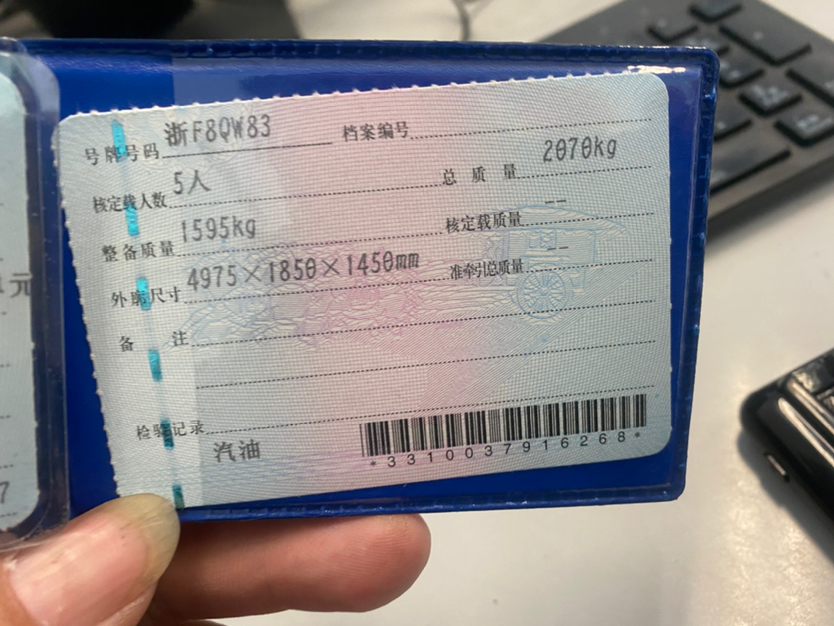 号牌号码 浙F8QW83 档案编号
核定载人数 5人 总质量 2070kg
整备质量 1595kg 核定载质量 --
外廓尺寸 4975×1850×1450mm 准牵引总质量 --
备注
检验记录
汽油
*3310037916268*
元
7